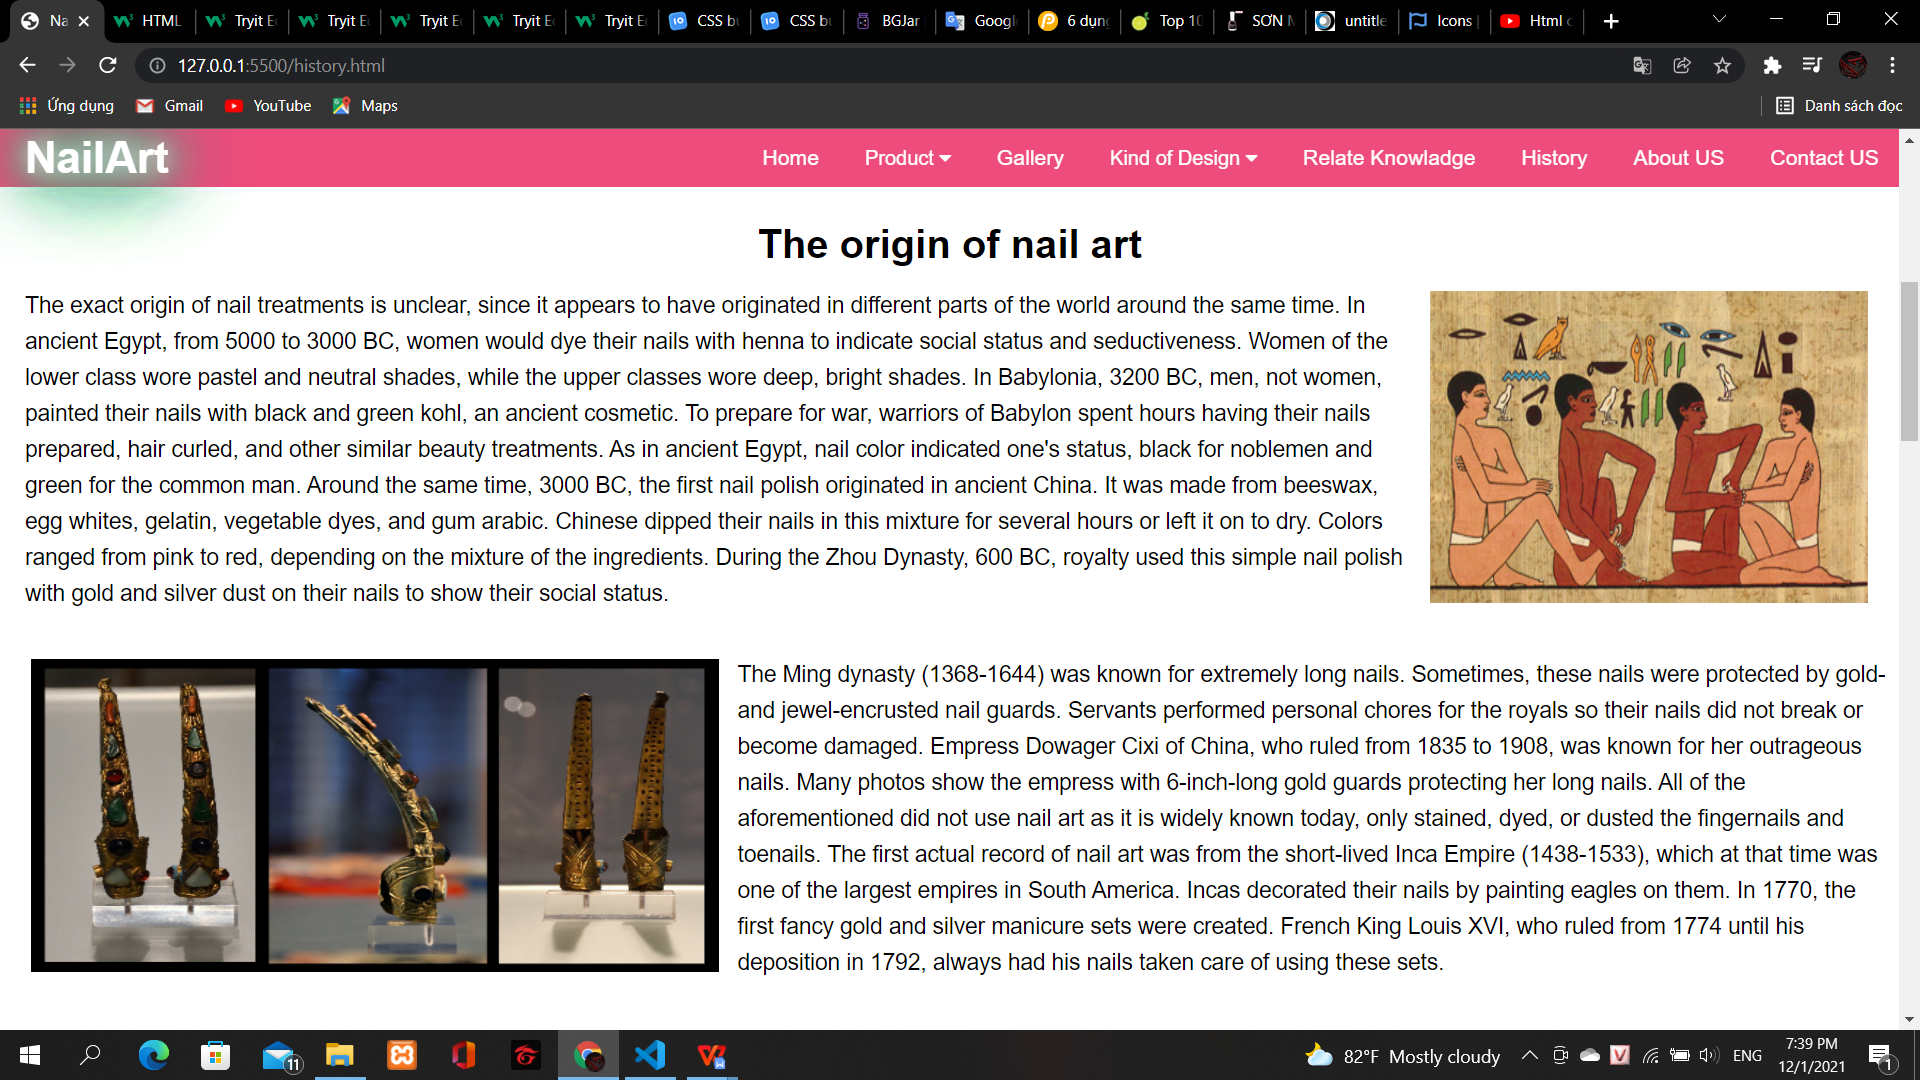 Na
HTML
Tryit E
Tryit E
Tryit E
Tryit E
Tryit E
CSS b
CSS b
BGJar
Googl
6 dụn
Top 10
SƠN M
untitle
Icons
Html c
127.0.0.1:5500/history.html
Ứng dụng
Gmail
YouTube
Maps
Danh sách đọc
NailArt
Home
Product
Gallery
Kind of Design
Relate Knowladge
History
About US
Contact US
The origin of nail art
The exact origin of nail treatments is unclear, since it appears to have originated in different parts of the world around the same time. In
ancient Egypt, from 5000 to 3000 BC, women would dye their nails with henna to indicate social status and seductiveness. Women of the
lower class wore pastel and neutral shades, while the upper classes wore deep, bright shades. In Babylonia, 3200 BC, men, not women,
painted their nails with black and green kohl, an ancient cosmetic. To prepare for war, warriors of Babylon spent hours having their nails
prepared, hair curled, and other similar beauty treatments. As in ancient Egypt, nail color indicated one's status, black for noblemen and
green for the common man. Around the same time, 3000 BC, the first nail polish originated in ancient China. It was made from beeswax,
egg whites, gelatin, vegetable dyes, and gum arabic. Chinese dipped their nails in this mixture for several hours or left it on to dry. Colors
ranged from pink to red, depending on the mixture of the ingredients. During the Zhou Dynasty, 600 BC, royalty used this simple nail polish
with gold and silver dust on their nails to show their social status.
The Ming dynasty (1368-1644) was known for extremely long nails. Sometimes, these nails were protected by gold-
and jewel-encrusted nail guards. Servants performed personal chores for the royals so their nails did not break or
become damaged. Empress Dowager Cixi of China, who ruled from 1835 to 1908, was known for her outrageous
nails. Many photos show the empress with 6-inch-long gold guards protecting her long nails. All of the
aforementioned did not use nail art as it is widely known today, only stained, dyed, or dusted the fingernails and
toenails. The first actual record of nail art was from the short-lived Inca Empire (1438-1533), which at that time was
one of the largest empires in South America. Incas decorated their nails by painting eagles on them. In 1770, the
first fancy gold and silver manicure sets were created. French King Louis XVI, who ruled from 1774 until his
deposition in 1792, always had his nails taken care of using these sets.
11
82°F Mostly cloudy
ENG
7:39 PM
12/1/2021
1